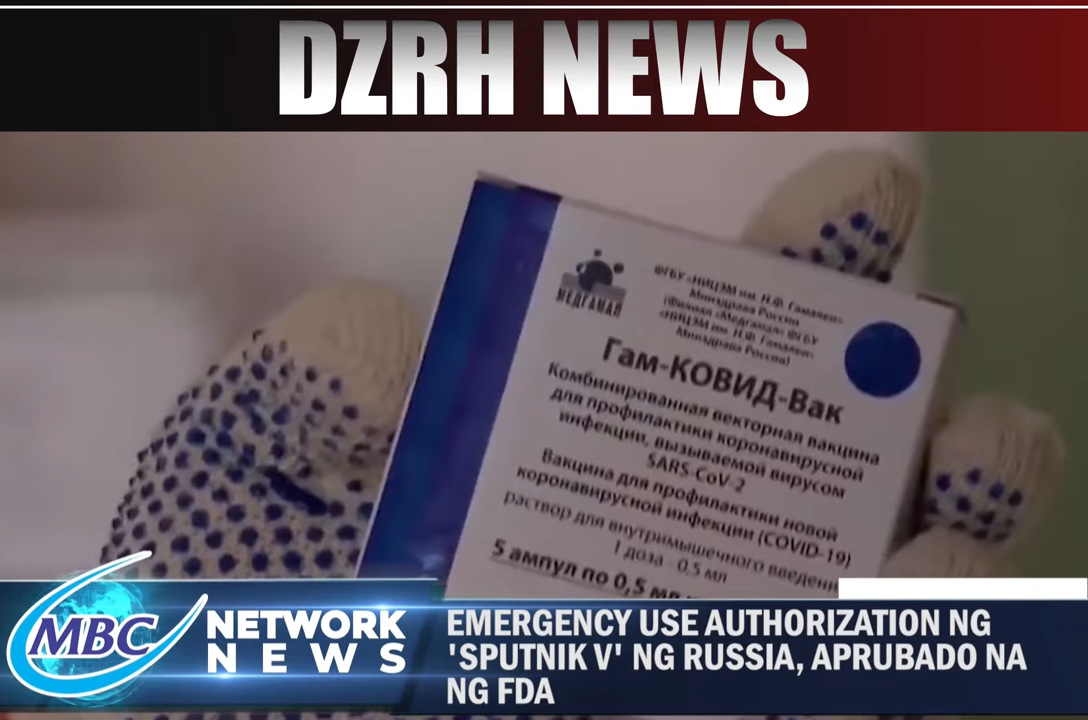 DZRH NEWS
МЕДГАМАЛ
ФГБУ «НИЦЭМ им. Н.Ф. Гамалеи»
Минздрава России
(Филиал «Медгамал» ФГБУ
«НИЦЭМ им. Н.Ф. Гамалеи»
Минздрава России)
Гам-КОВИД-Вак
Комбинированная векторная вакцина
для профилактики коронавирусной
инфекции, вызываемой вирусом
SARS-CoV-2
Вакцина для профилактики новой
коронавирусной инфекции (COVID-19)
раствор для внутримышечного
1 доза - 0,5 мл
5 ампул по 0,5 мл
MBC
NETWORK
NEWS
EMERGENCY USE AUTHORIZATION NG
'SPUTNIK V' NG RUSSIA, APRUBADO NA
NG FDA